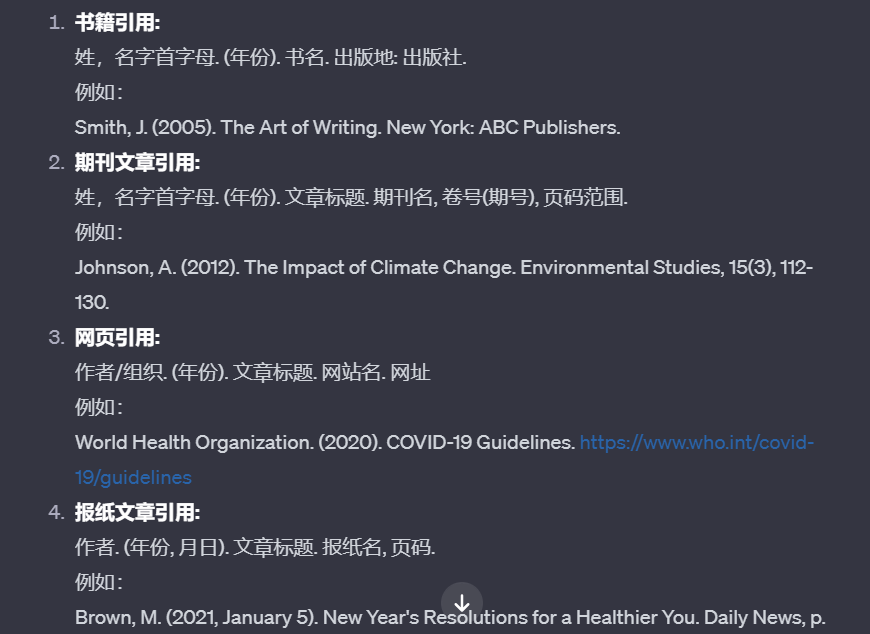 1. 书籍引用:
姓，名字首字母. (年份). 书名. 出版地: 出版社.
例如：
Smith, J. (2005). The Art of Writing. New York: ABC Publishers.
2. 期刊文章引用:
姓，名字首字母. (年份). 文章标题. 期刊名, 卷号(期号), 页码范围.
例如：
Johnson, A. (2012). The Impact of Climate Change. Environmental Studies, 15(3), 112-
130.
3. 网页引用:
作者/组织. (年份). 文章标题. 网站名. 网址
例如：
World Health Organization. (2020). COVID-19 Guidelines. https://www.who.int/covid-
19/guidelines
4. 报纸文章引用:
作者. (年份, 月日). 文章标题. 报纸名, 页码.
例如：
Brown, M. (2021, January 5). New Year's Resolutions for a Healthier You. Daily News, p.